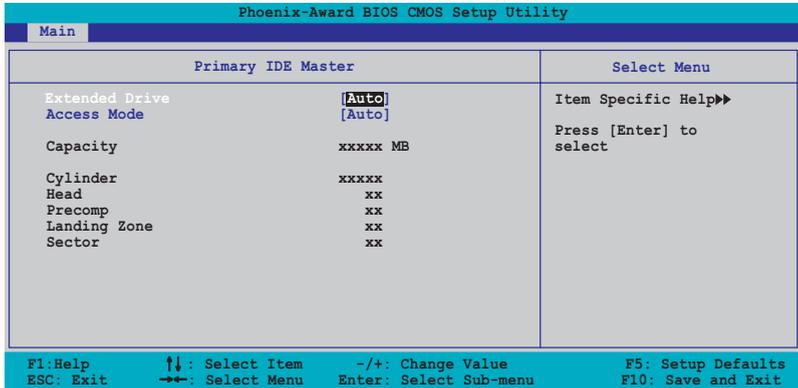 Phoenix-Award BIOS CMOS Setup Utility
Main
Primary IDE Master
Select Menu
Extended Drive [Auto]
Access Mode [Auto]
Capacity xxxxx MB
Cylinder xxxxx
Head xx
Precomp xx
Landing Zone xx
Sector xx
Item Specific Help▶▶
Press [Enter] to
select
F1:Help ↑↓: Select Item -/+: Change Value F5: Setup Defaults
ESC: Exit →←: Select Menu Enter: Select Sub-menu F10: Save and Exit